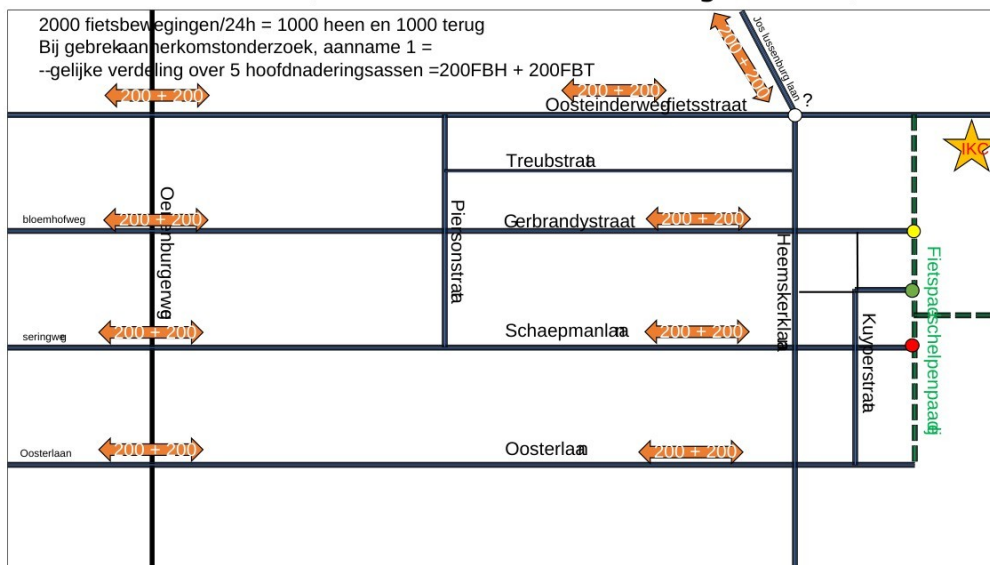 2000 fietsbewegingen/24h = 1000 heen en 1000 terug
Bij gebrek aan herkomstonderzoek, aanname 1 =
--gelijke verdeling over 5 hoofdnaderingsassen =200FBH + 200FBT
200 + 200
Jos lussenburg laan
200 + 200
200 + 200
Oosteinderweg fietsstraat
?
IKC
Treubstraat
bloemhofweg
200 + 200
Gerbrandystraat
200 + 200
Piersonstraat
Heemskerklaan
Fietspad schelpenpaadje
seringweg
200 + 200
Schaepmanlaan
200 + 200
Kuyperstraat
Oosterlaan
200 + 200
Oosterlaan
200 + 200